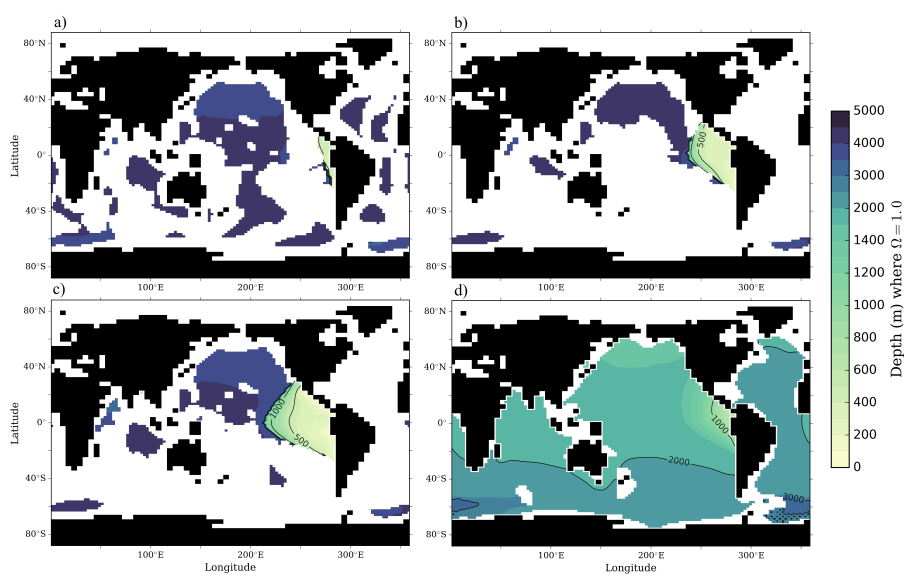 a)
b)
80°N
40°N
0°
40°S
80°S
Latitude
100°E
200°E
300°E
80°N
40°N
0°
40°S
80°S
500
100°E
200°E
300°E
c)
d)
80°N
40°N
0°
40°S
80°S
Latitude
1000
500
100°E
200°E
300°E
Longitude
80°N
40°N
0°
40°S
80°S
1000
2000
3000
100°E
200°E
300°E
Longitude
5000
4000
3000
2000
1400
1200
1000
800
600
400
200
0
Depth (m) where Ω = 1.0